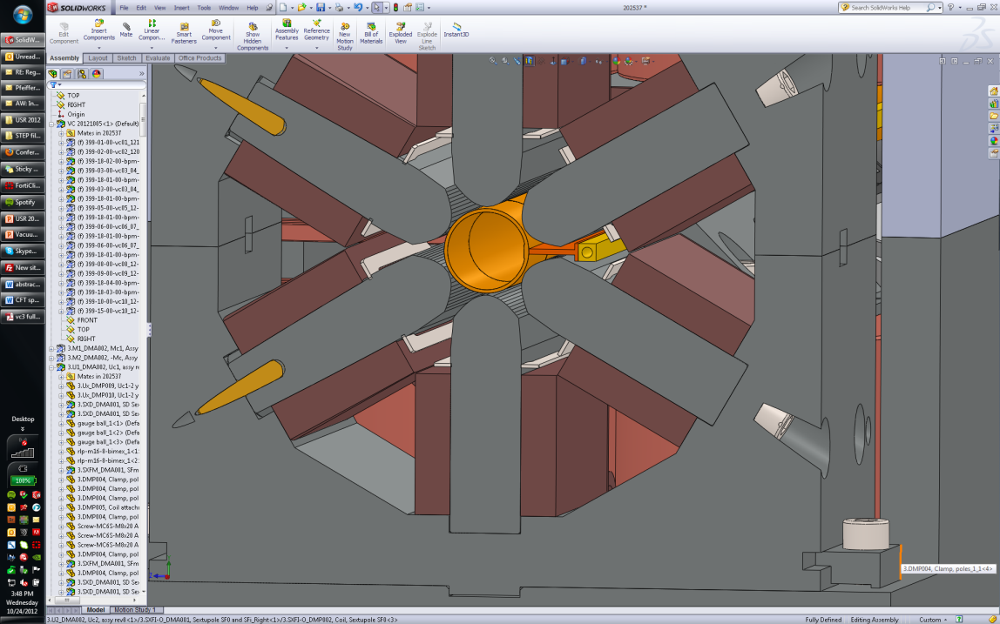 SOLIDWORKS File Edit View Insert Tools Window Help
2025377 *
Search SolidWorks Help
Edit Component
Insert Components
Mate
Linear Compon...
Smart Fasteners
Move Component
Show Hidden Components
Assembly Features
Reference Geometry
New Motion Study
Bill of Materials
Exploded View
Explode Line Sketch
Instant3D
Assembly Layout Sketch Evaluate Office Products
SolidW...
Unread...
RE: Reg...
Pfeiffer...
AW: In...
USR 2012
STEP fil...
Confer...
Sticky ...
FortiCli...
Spotify
USR 20...
Vacuu...
Skype...
New sit...
abstrac...
CFT sp...
vc3 full...
Desktop
100%
3:48 PM
Wednesday
10/24/2012
TOP
RIGHT
Origin
VC 20121005<1> (Default)
Mates in 202537
(f) 399-01-00-vc01_121
(f) 399-02-00-vc02_120
(f) 399-18-02-00-bpm-
(f) 399-03-00-vc03_04_
(f) 399-18-01-00-bpm-
(f) 399-03-00-vc03_04_
(f) 399-18-01-00-bpm-
(f) 399-05-00-vc05_12-
(f) 399-18-01-00-bpm-
(f) 399-06-00-vc06_07_
(f) 399-18-01-00-bpm-
(f) 399-06-00-vc06_07_
(f) 399-18-01-00-bpm-
(f) 399-08-00-vc08_12-
(f) 399-09-00-vc09_12-
(f) 399-18-04-00-bpm-
(f) 399-18-03-00-bpm-
(f) 399-10-00-vc10_12-
(f) 399-15-00-vc10_12-
FRONT
TOP
RIGHT
3.M1_DMA002, Mc1, Assy
3.M2_DMA002, -Mc, Assy
3.U1_DMA002, Uc1, assy re
Mates in 202537
3.Ux_DMP009, Uc1-2 y
3.Ux_DMP010, Uc1-2 y
3.SXD_DMA001, SD Se
3.SXD_DMA001, SD Se
gauge ball_1<1> (Defa
gauge ball_1<2> (Defa
gauge ball_1<3> (Defa
rlp-m16-8-bimex_1<1
rlp-m16-8-bimex_1<2
3.SXFM_DMA001, SFm
3.DMP004, Clamp, pol
3.DMP004, Clamp, pol
3.DMP004, Clamp, pol
3.DMP005, Coil attach
3.DMP004, Clamp, pol
Screw-MC6S-M8x20 A
Screw-MC6S-M8x20 A
Screw-MC6S-M8x20 A
3.DMP004, Clamp, pol
3.SXFM_DMA001, SFm
3.DMP004, Clamp, pol
3.SXD_DMA001, SD Se
3.SXD_DMA001, SD Se
3.DMP004, Clamp, poles_1_1<4>
Model Motion Study 1
3.U2_DMA002, Uc2, assy rev0<1>/3.SXFI-O_DMA001, Sextupole SF0 and SFi_Right<1>/3.SXFI-O_DMP002, Coil, Sextupole SF0<3>
Fully Defined Editing Assembly Custom